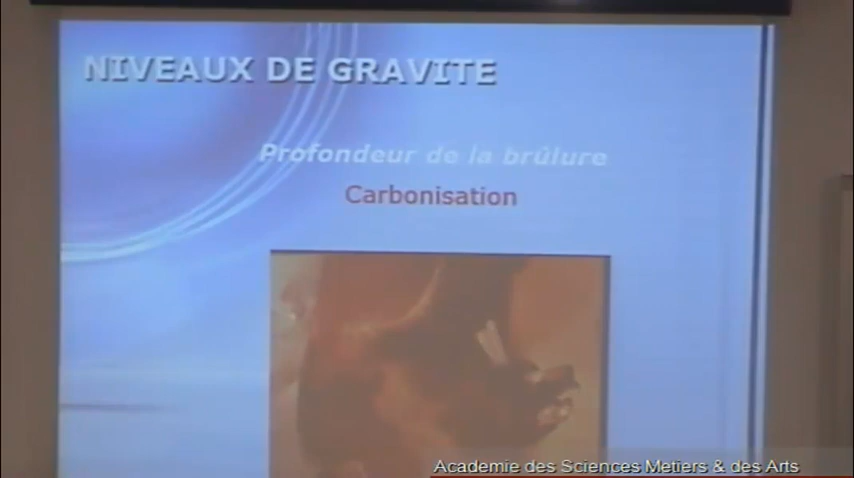 NIVEAUX DE GRAVITE
Profondeur de la brûlure
Carbonisation
Academie des Sciences Metiers & des Arts